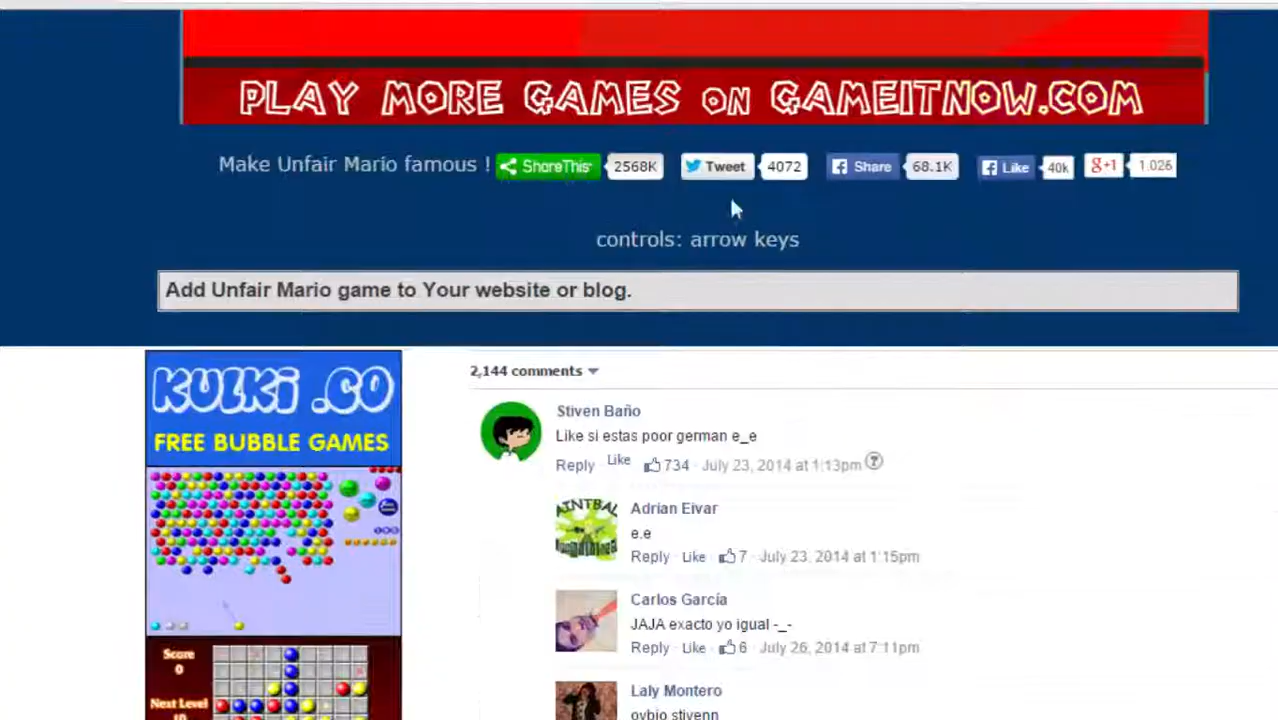 PLAY MORE GAMES ON GAMEITNOW.COM
Make Unfair Mario famous ! ShareThis 2568K Tweet 4072 Share 68.1K Like 40k g+1 1,026
controls: arrow keys
Add Unfair Mario game to Your website or blog.
KULKI .CO
FREE BUBBLE GAMES
Score
0
Next Level
10
2,144 comments
Stiven Baño
Like si estas poor german e_e
Reply · Like · 734 · July 23, 2014 at 1:13pm ?
AINTBAL
Adrian Eivar
e.e
Reply · Like · 7 · July 23, 2014 at 1:15pm
Carlos García
JAJA exacto yo igual -_-
Reply · Like · 6 · July 26, 2014 at 7:11pm
Laly Montero
ovbio stivenn